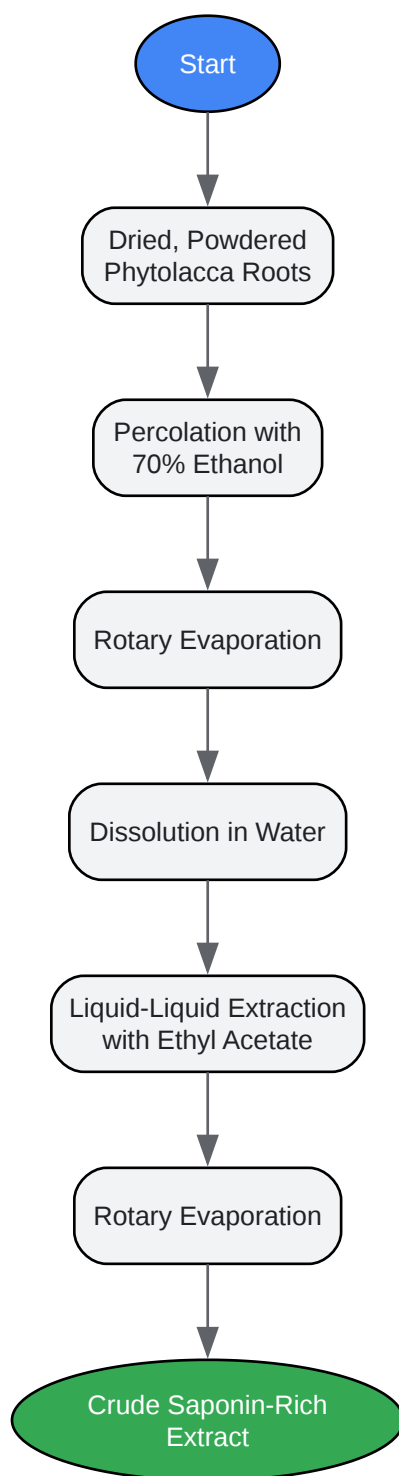 Start
Dried, Powdered
Phytolacca Roots
Percolation with
70% Ethanol
Rotary Evaporation
Dissolution in Water
Liquid-Liquid Extraction
with Ethyl Acetate
Rotary Evaporation
Crude Saponin-Rich
Extract